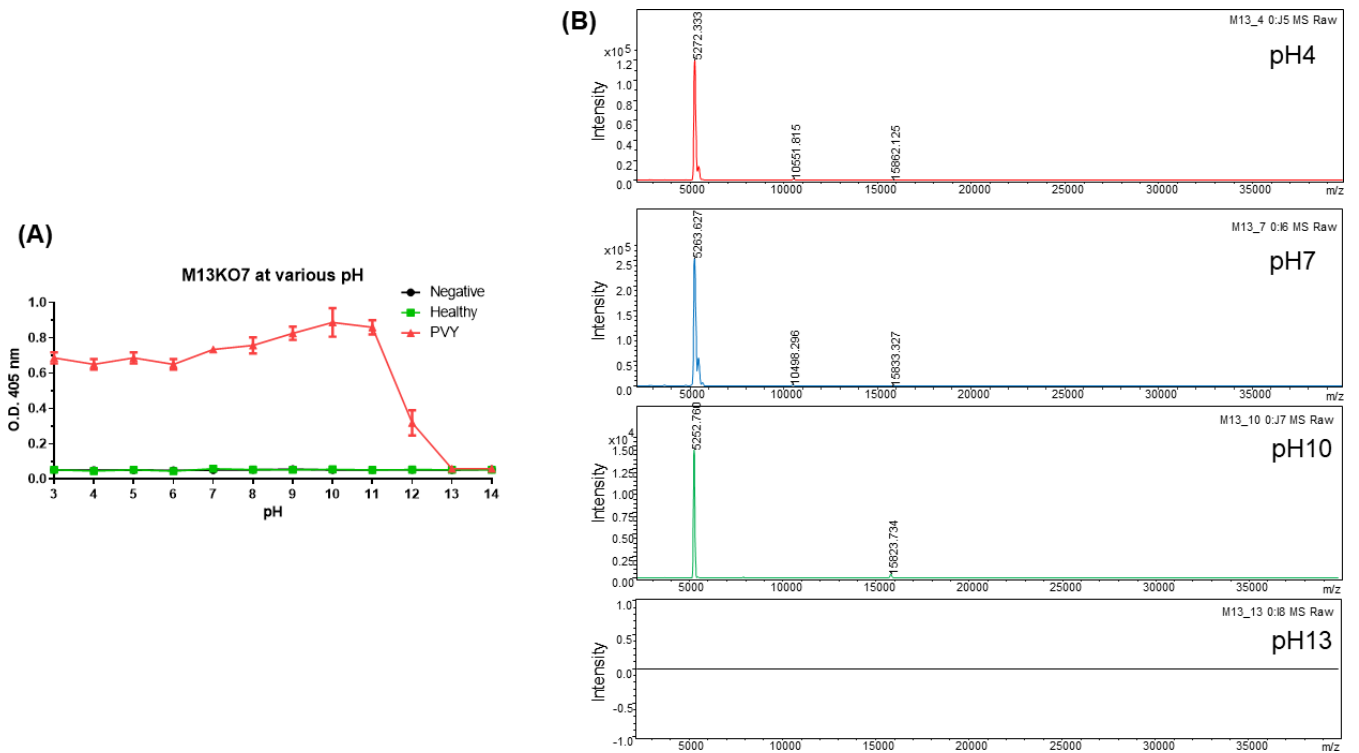 (A)
M13KO7 at various pH
Negative
Healthy
PVY
O.D. 405 nm
1.0
0.8
0.6
0.4
0.2
0.0
3 4 5 6 7 8 9 10 11 12 13 14
pH
(B)
M13_4 0:J5 MS Raw
pH4
x10⁵
Intensity
1.2
1.0
0.8
0.6
0.4
0.2
0.0
5272.333
10551.815
15862.125
5000 10000 15000 20000 25000 30000 35000 m/z
M13_7 0:I6 MS Raw
pH7
x10⁵
Intensity
2.5
2.0
1.5
1.0
0.5
0.0
5263.627
10498.296
15833.327
5000 10000 15000 20000 25000 30000 35000 m/z
M13_10 0:J7 MS Raw
pH10
x10⁴
Intensity
1.50
1.25
1.00
0.75
0.50
0.25
0.00
5252.760
15823.734
5000 10000 15000 20000 25000 30000 35000 m/z
M13_13 0:I8 MS Raw
pH13
Intensity
1.0
0.5
0.0
-0.5
-1.0
5000 10000 15000 20000 25000 30000 35000 m/z